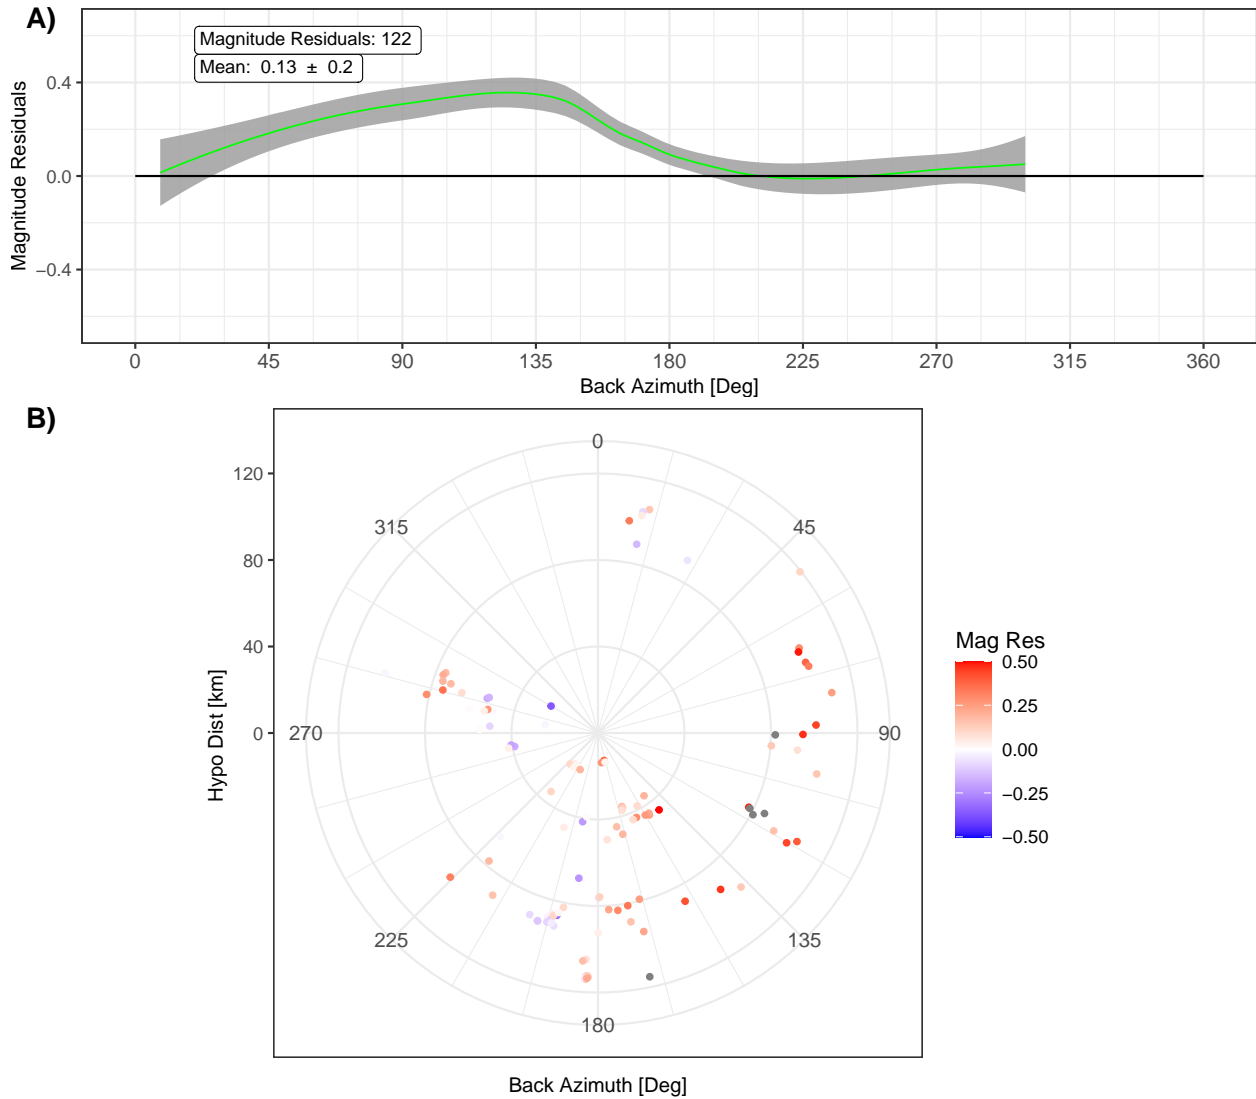 A)
Magnitude Residuals: 122
Mean:  0.13  ±  0.2
Magnitude Residuals
0.4
0.0
−0.4
0 45 90 135 180 225 270 315 360
Back Azimuth [Deg]
B)
Hypo Dist [km]
120
80
40
0
0
45
90
135
180
225
270
315
Back Azimuth [Deg]
Mag Res
0.50
0.25
0.00
−0.25
−0.50